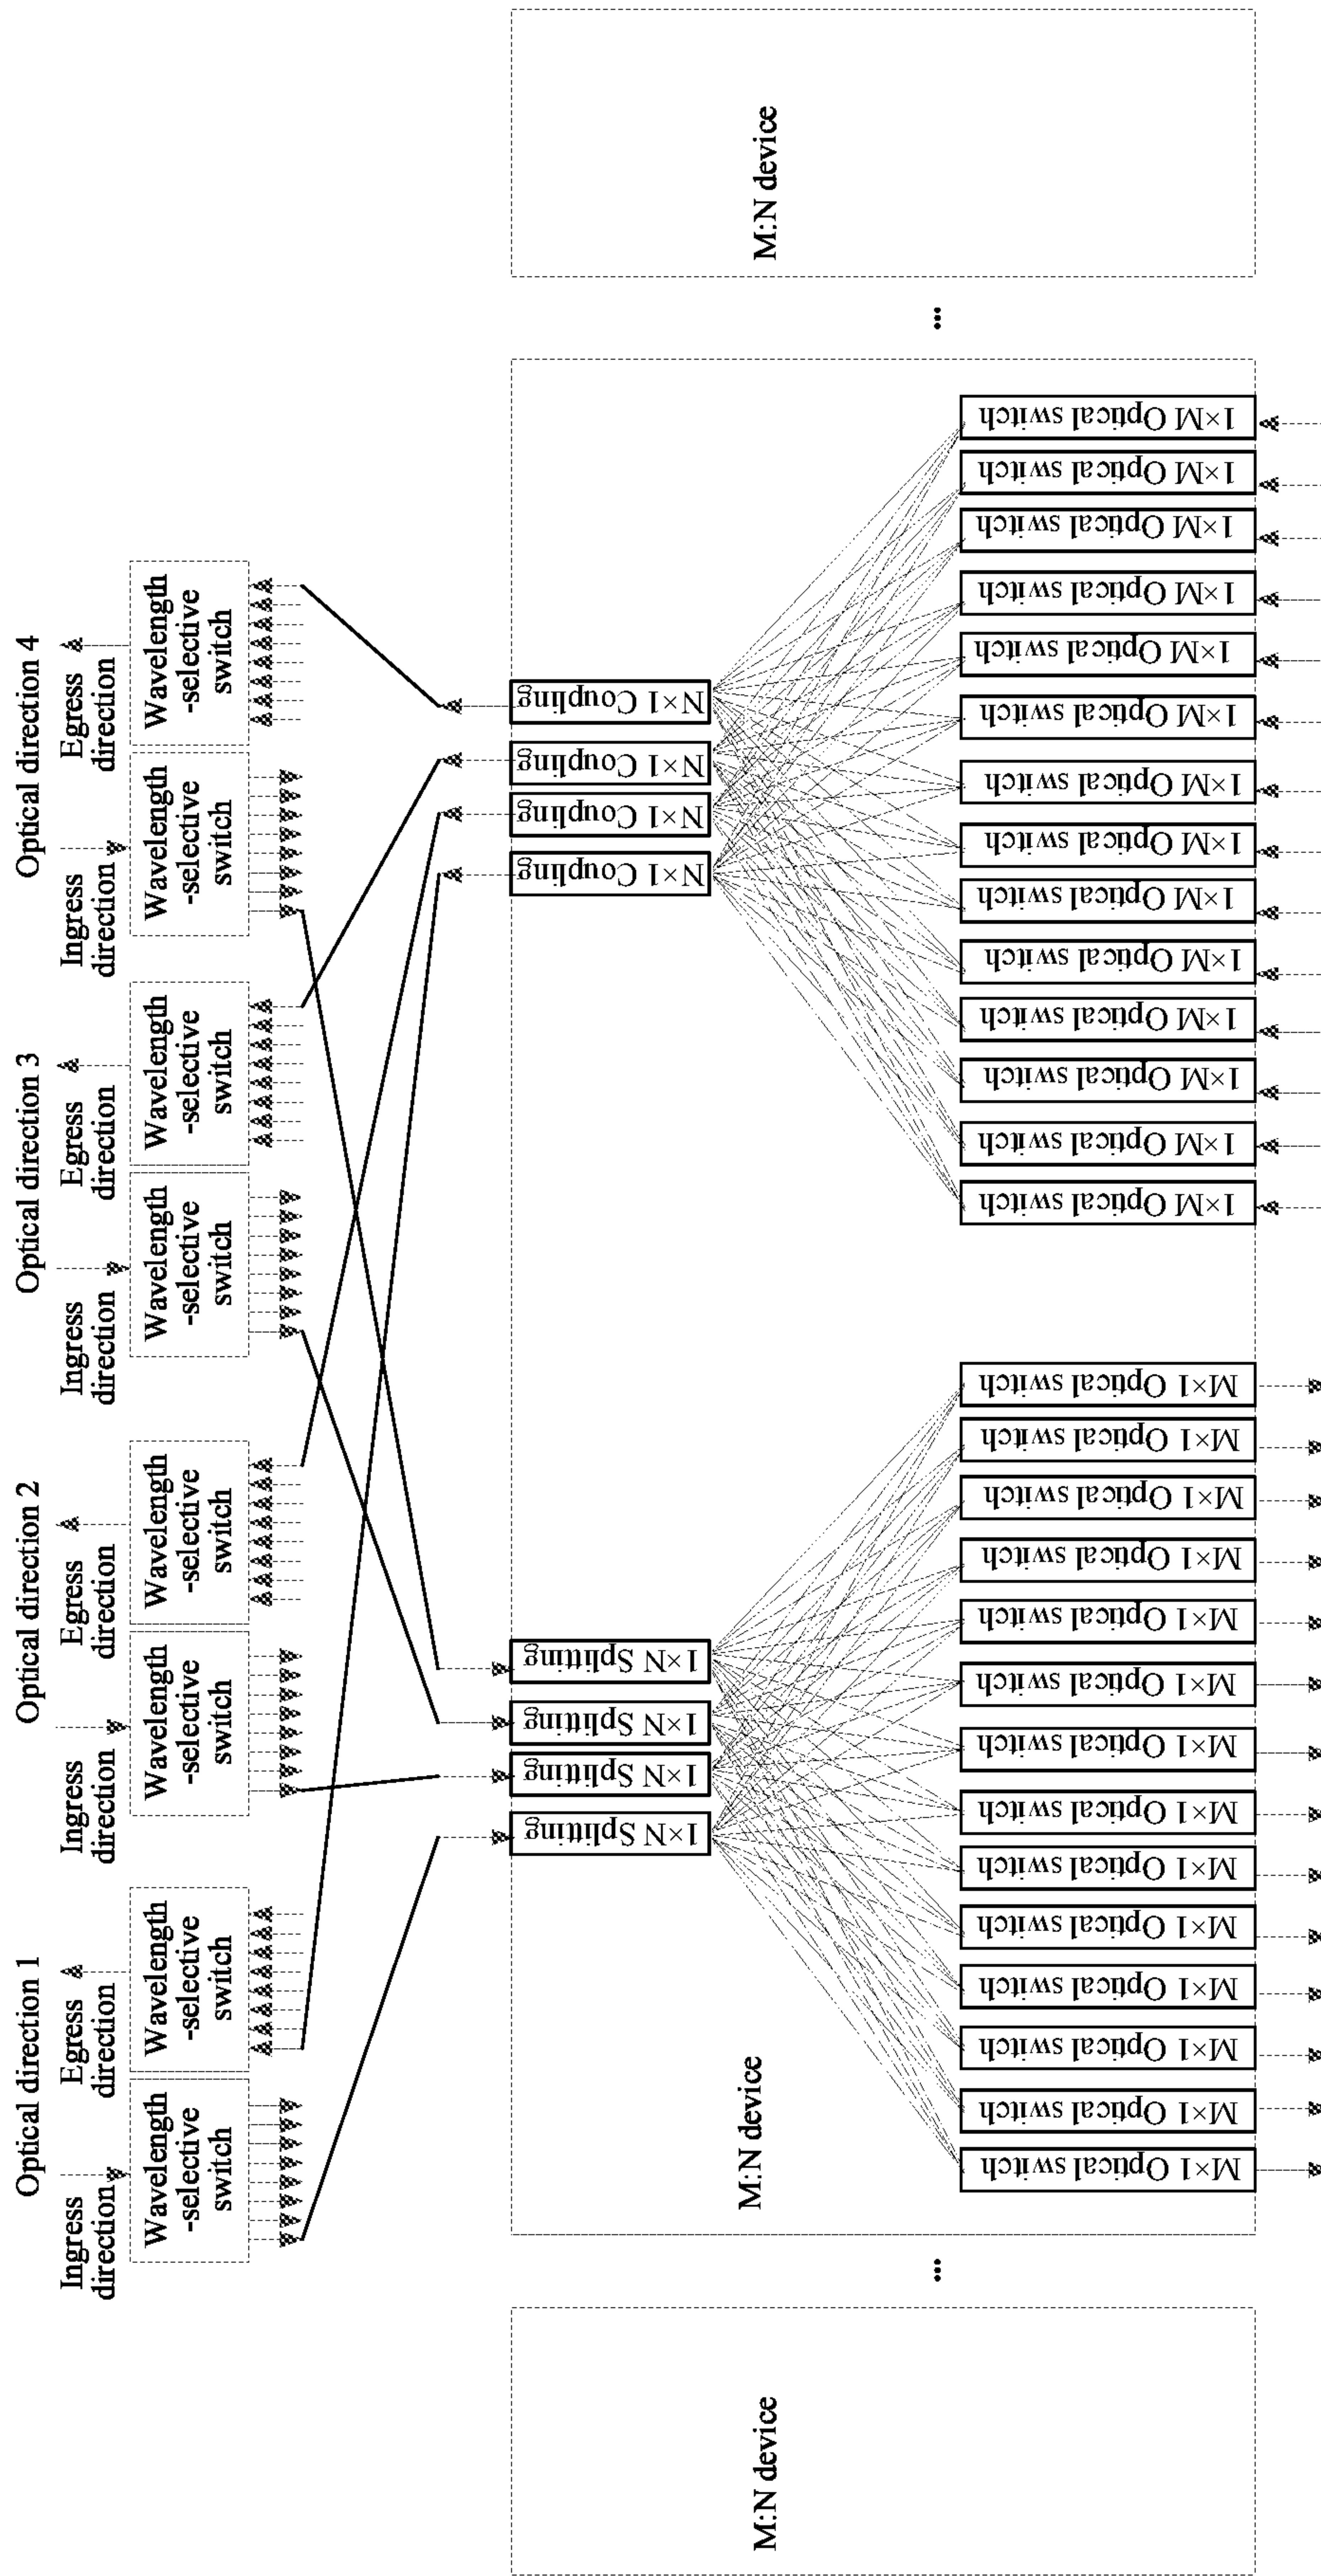 Optical direction 1
Optical direction 2
Optical direction 3
Optical direction 4
Ingress
direction
Egress
direction
Ingress
direction
Egress
direction
Ingress
direction
Egress
direction
Ingress
direction
Egress
direction
Wavelength
-selective
switch
Wavelength
-selective
switch
Wavelength
-selective
switch
Wavelength
-selective
switch
Wavelength
-selective
switch
Wavelength
-selective
switch
Wavelength
-selective
switch
Wavelength
-selective
switch
1×N Splitting
1×N Splitting
1×N Splitting
1×N Splitting
N×1 Coupling
N×1 Coupling
N×1 Coupling
N×1 Coupling
M:N device
M:N device
M:N device
...
...
M×1 Optical switch
M×1 Optical switch
M×1 Optical switch
M×1 Optical switch
M×1 Optical switch
M×1 Optical switch
M×1 Optical switch
M×1 Optical switch
M×1 Optical switch
M×1 Optical switch
M×1 Optical switch
M×1 Optical switch
M×1 Optical switch
M×1 Optical switch
1×M Optical switch
1×M Optical switch
1×M Optical switch
1×M Optical switch
1×M Optical switch
1×M Optical switch
1×M Optical switch
1×M Optical switch
1×M Optical switch
1×M Optical switch
1×M Optical switch
1×M Optical switch
1×M Optical switch
1×M Optical switch